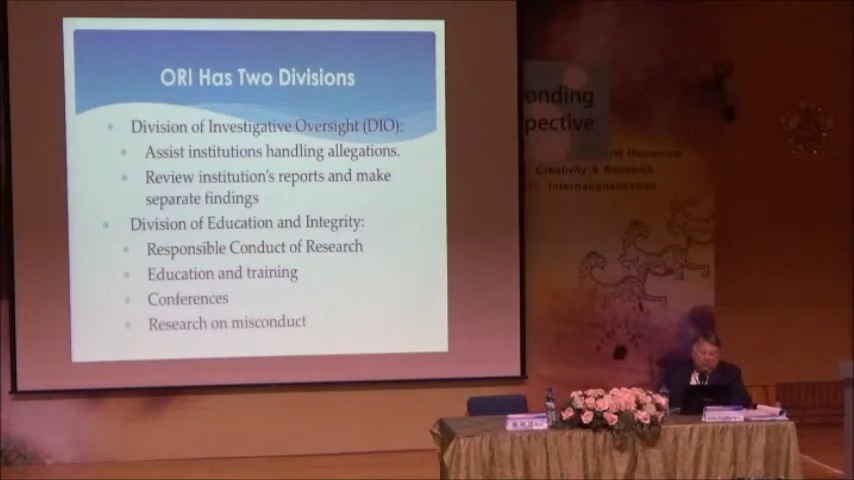 ORI Has Two Divisions
Division of Investigative Oversight (DIO):
Assist institutions handling allegations.
Review institution's reports and make
separate findings
Division of Education and Integrity:
Responsible Conduct of Research
Education and training
Conferences
Research on misconduct
onding
pective
Creativity & Research
Internationalization